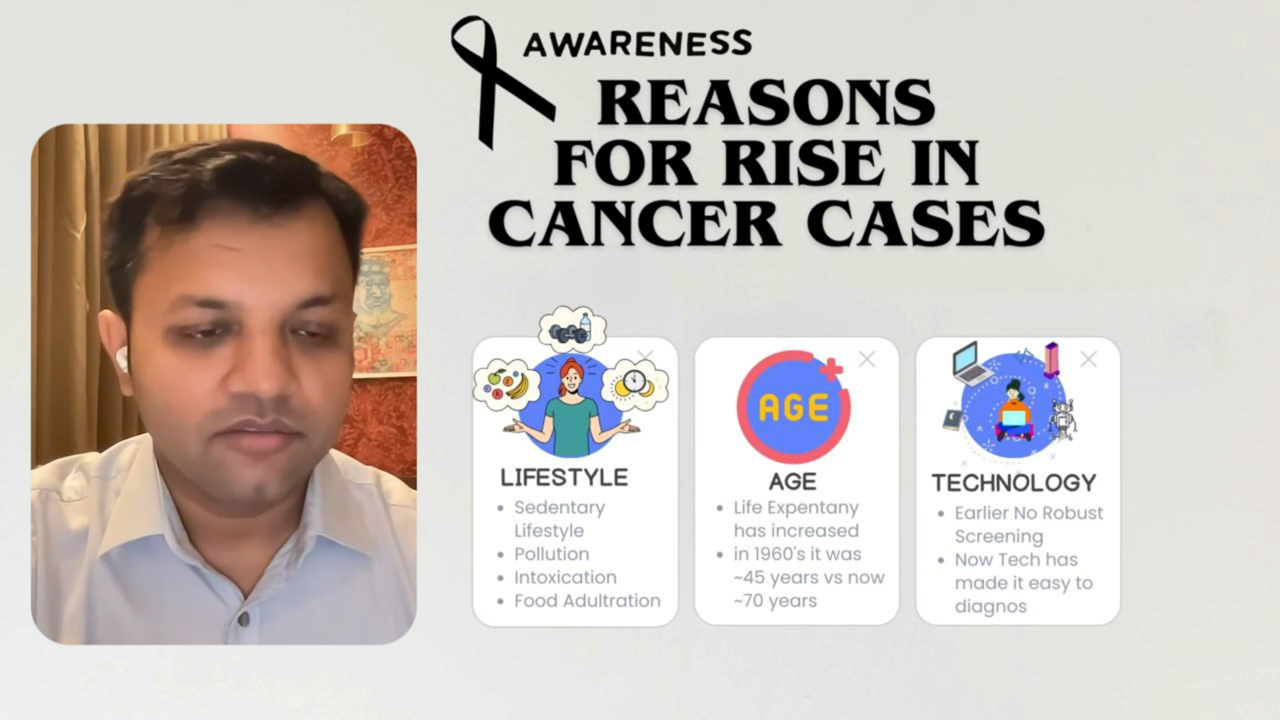 AWARENESS
REASONS
FOR RISE IN
CANCER CASES
AGE
LIFESTYLE
• Sedentary
Lifestyle
• Pollution
• Intoxication
• Food Adultration
AGE
• Life Expentany
has increased
• in 1960's it was
~45 years vs now
~70 years
TECHNOLOGY
• Earlier No Robust
Screening
• Now Tech has
made it easy to
diagnos